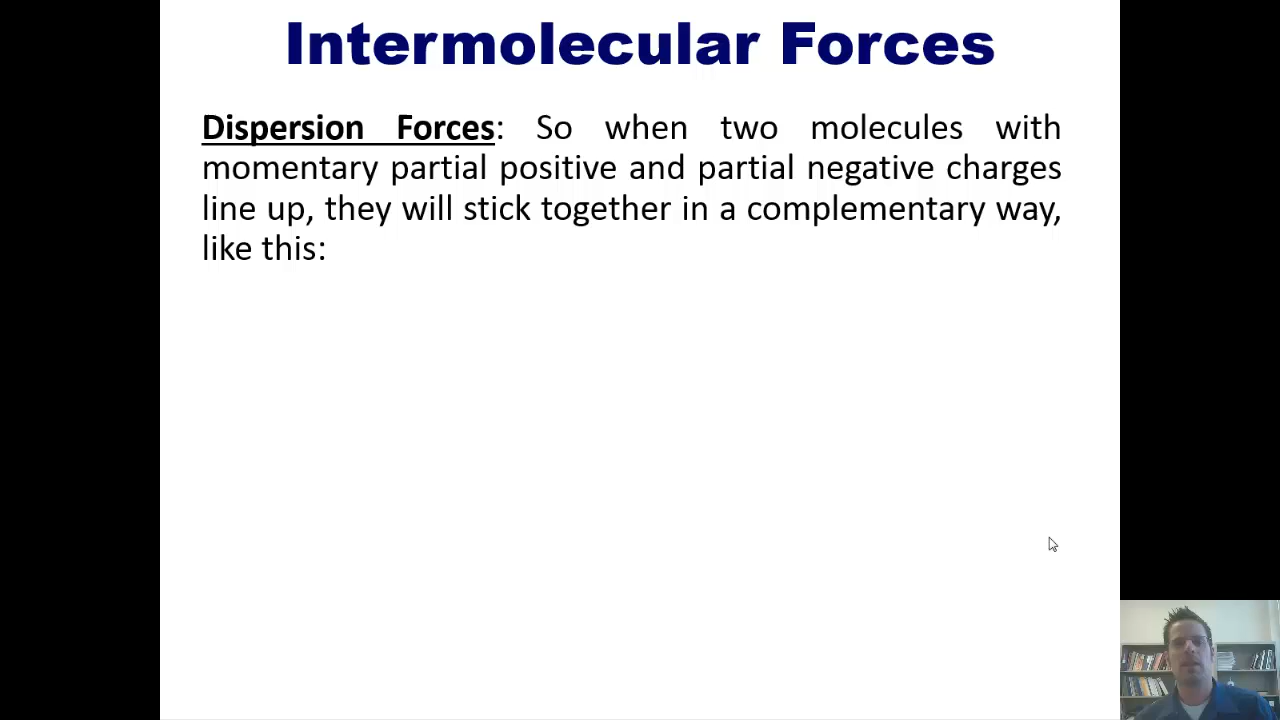 Intermolecular Forces
Dispersion Forces: So when two molecules with
momentary partial positive and partial negative charges
line up, they will stick together in a complementary way,
like this: